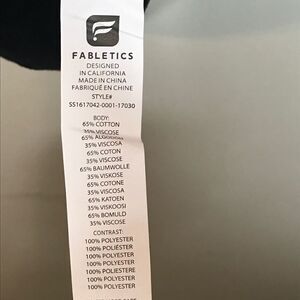 FABLETICS
DESIGNED
IN CALIFORNIA
MADE IN CHINA
FABRIQUÉ EN CHINE
STYLE#
SS1617042-0001-17030
BODY:
65% COTTON
35% VISCOSE
65% ALGODÓN
35% VISCOSA
65% COTON
35% VISCOSE
65% BAUMWOLLE
35% VISKOSE
65% COTONE
35% VISCOSA
65% KATOEN
35% VISKOOSI
65% BOMULD
35% VISCOSE
CONTRAST:
100% POLYESTER
100% POLIÉSTER
100% POLYESTER
100% POLYESTER
100% POLIESTERE
100% POLYESTER
100% POLYESTER